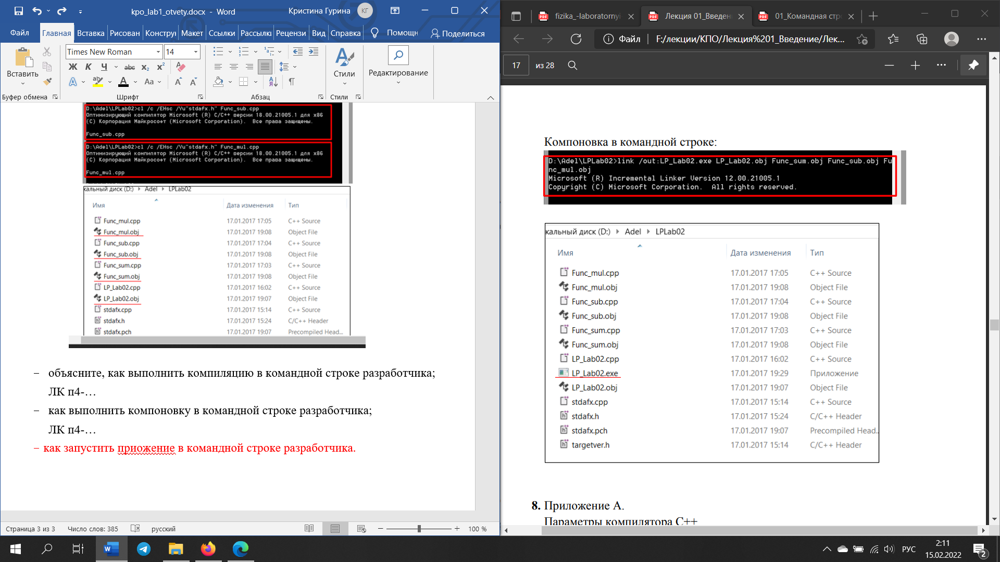 kpo_lab1_otvety.docx - Word
Кристина Гурина
КГ
Файл
Главная
Вставка
Рисован
Конструк
Макет
Ссылки
Рассылки
Рецензи
Вид
Справка
Помощн
Поделиться
Вставить
Буфер обмена
Times New Roman
14
Ж К Ч abc x₂ x²
A ab A Aa A A
Шрифт
Абзац
Стили
Стили
Редактирование
D:\Adel\LPLab02>cl /c /EHsc /Yu"stdafx.h" Func_sub.cpp
Оптимизирующий компилятор Microsoft (R) C/C++ версии 18.00.21005.1 для x86
(C) Корпорация Майкрософт (Microsoft Corporation). Все права защищены.
Func_sub.cpp
D:\Adel\LPLab02>cl /c /EHsc /Yu"stdafx.h" Func_mul.cpp
Оптимизирующий компилятор Microsoft (R) C/C++ версии 18.00.21005.1 для x86
(C) Корпорация Майкрософт (Microsoft Corporation). Все права защищены.
Func_mul.cpp
кальный диск (D:) Adel LPLab02
Имя Дата изменения Тип
Func_mul.cpp 17.01.2017 17:05 C++ Source
Func_mul.obj 17.01.2017 19:08 Object File
Func_sub.cpp 17.01.2017 17:04 C++ Source
Func_sub.obj 17.01.2017 19:08 Object File
Func_sum.cpp 17.01.2017 17:03 C++ Source
Func_sum.obj 17.01.2017 19:08 Object File
LP_Lab02.cpp 17.01.2017 16:02 C++ Source
LP_Lab02.obj 17.01.2017 19:07 Object File
stdafx.cpp 17.01.2017 15:14 C++ Source
stdafx.h 17.01.2017 15:24 C/C++ Header
stdafx.pch 17.01.2017 19:07 Precompiled Head...
– объясните, как выполнить компиляцию в командной строке разработчика;
ЛК п4-…
– как выполнить компоновку в командной строке разработчика;
ЛК п4-…
– как запустить приожение в командной строке разработчика.
Страница 3 из 3
Число слов: 385
русский
100 %
fizika_-laboratornyi
Лекция 01_Введен
01_Командная стр
Файл
F:/лекции/КПО/Лекция%201_Введение/Лек...
17 из 28
Компоновка в командной строке:
D:\Adel\LPLab02>link /out:LP_Lab02.exe LP_Lab02.obj Func_sum.obj Func_sub.obj Fu
nc_mul.obj
Microsoft (R) Incremental Linker Version 12.00.21005.1
Copyright (C) Microsoft Corporation. All rights reserved.
кальный диск (D:) Adel LPLab02
Имя Дата изменения Тип
Func_mul.cpp 17.01.2017 17:05 C++ Source
Func_mul.obj 17.01.2017 19:08 Object File
Func_sub.cpp 17.01.2017 17:04 C++ Source
Func_sub.obj 17.01.2017 19:08 Object File
Func_sum.cpp 17.01.2017 17:03 C++ Source
Func_sum.obj 17.01.2017 19:08 Object File
LP_Lab02.cpp 17.01.2017 16:02 C++ Source
LP_Lab02.exe 17.01.2017 19:29 Приложение
LP_Lab02.obj 17.01.2017 19:07 Object File
stdafx.cpp 17.01.2017 15:14 C++ Source
stdafx.h 17.01.2017 15:24 C/C++ Header
stdafx.pch 17.01.2017 19:07 Precompiled Head..
targetver.h 17.01.2017 15:14 C/C++ Header
8. Приложение А.
Параметры компилятора C++
РУС
2:11
15.02.2022
2